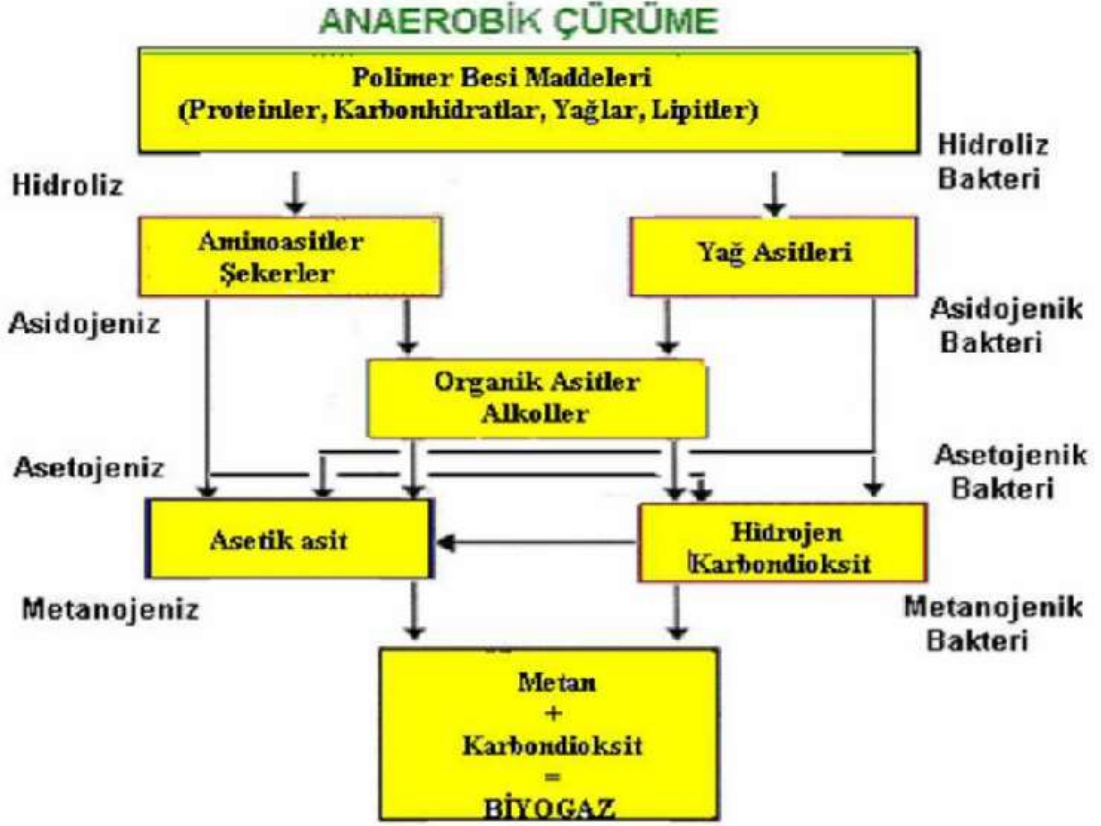 ANAEROBİK ÇÜRÜME
Polimer Besi Maddeleri
(Proteinler, Karbonhidratlar, Yağlar, Lipitler)
Hidroliz
Hidroliz
Bakteri
Aminoasitler
Şekerler
Yağ Asitleri
Asidojeniz
Asidojenik
Bakteri
Organik Asitler
Alkoller
Asetojeniz
Asetojenik
Bakteri
Asetik asit
Hidrojen
Karbondioksit
Metanojeniz
Metanojenik
Bakteri
Metan
+
Karbondioksit
=
BİYOGAZ